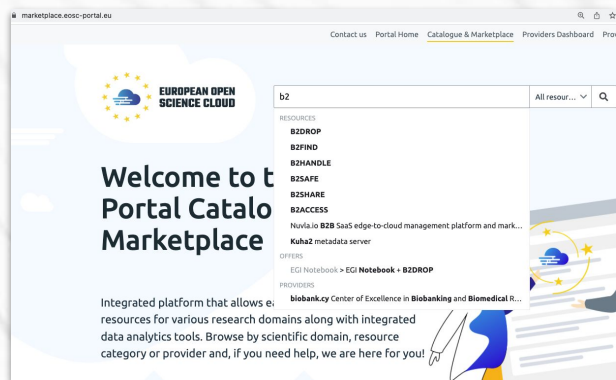 marketplace.eosc-portal.eu
Contact us Portal Home Catalogue & Marketplace Providers Dashboard
EUROPEAN OPEN
SCIENCE CLOUD
b2
All resour...
RESOURCES
B2DROP
B2FIND
B2HANDLE
B2SAFE
B2SHARE
B2ACCESS
Nuvla.io B2B SaaS edge-to-cloud management platform and mark...
Kuha2 metadata server
OFFERS
EGI Notebook > EGI Notebook + B2DROP
PROVIDERS
biobank.cy Center of Excellence in Biobanking and Biomedical R...
Welcome to t
Portal Catalo
Marketplace
Integrated platform that allows ea
resources for various research domains along with integrated
data analytics tools. Browse by scientific domain, resource
category or provider and, if you need help, we are here for you!